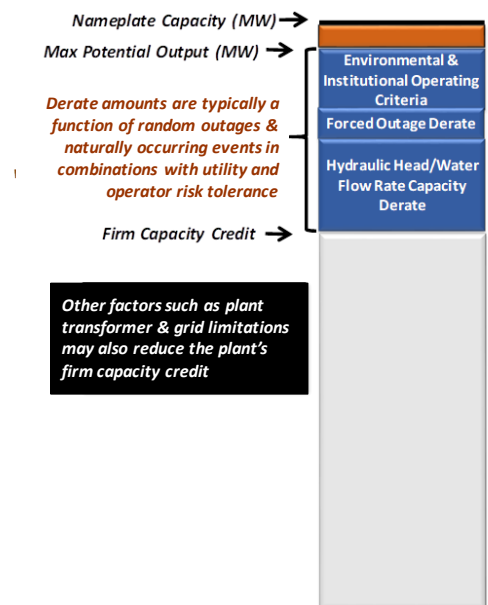 Nameplate Capacity (MW)
Max Potential Output (MW)
Environmental &
Institutional Operating
Criteria
Derate amounts are typically a
function of random outages &
naturally occurring events in
combinations with utility and
operator risk tolerance
Forced Outage Derate
Hydraulic Head/Water
Flow Rate Capacity
Derate
Firm Capacity Credit
Other factors such as plant
transformer & grid limitations
may also reduce the plant's
firm capacity credit